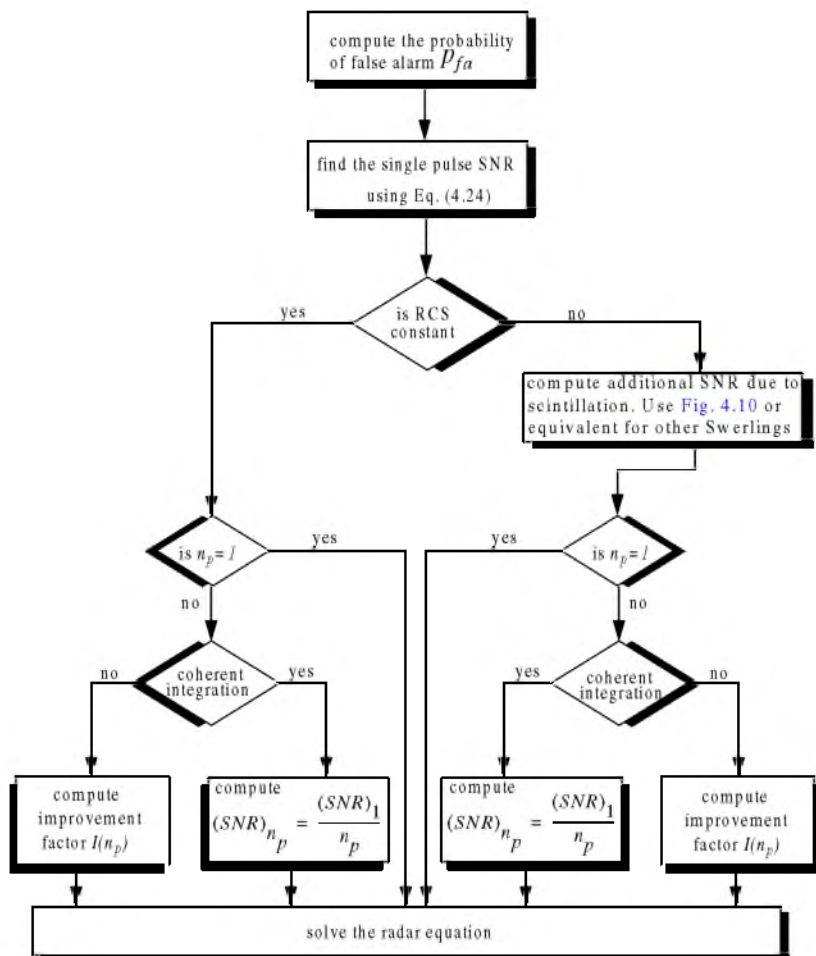 compute the probability
of false alarm P_fa
find the single pulse SNR
using Eq. (4.24)
is RCS
constant
yes
no
compute additional SNR due to
scintillation. Use Fig. 4.10 or
equivalent for other Swerlings
is n_p=1
yes
no
yes
is n_p=1
no
coherent
integration
no
yes
coherent
integration
yes
no
compute
improvement
factor I(n_p)
compute
(SNR)_{n_p} = (SNR)_1 / n_p
compute
(SNR)_{n_p} = (SNR)_1 / n_p
compute
improvement
factor I(n_p)
solve the radar equation